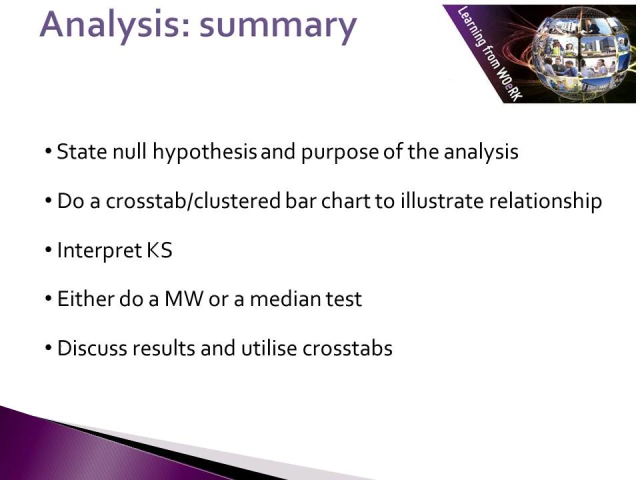 Analysis: summary
Learning from WOeRK
• State null hypothesis and purpose of the analysis
• Do a crosstab/clustered bar chart to illustrate relationship
• Interpret KS
• Either do a MW or a median test
• Discuss results and utilise crosstabs